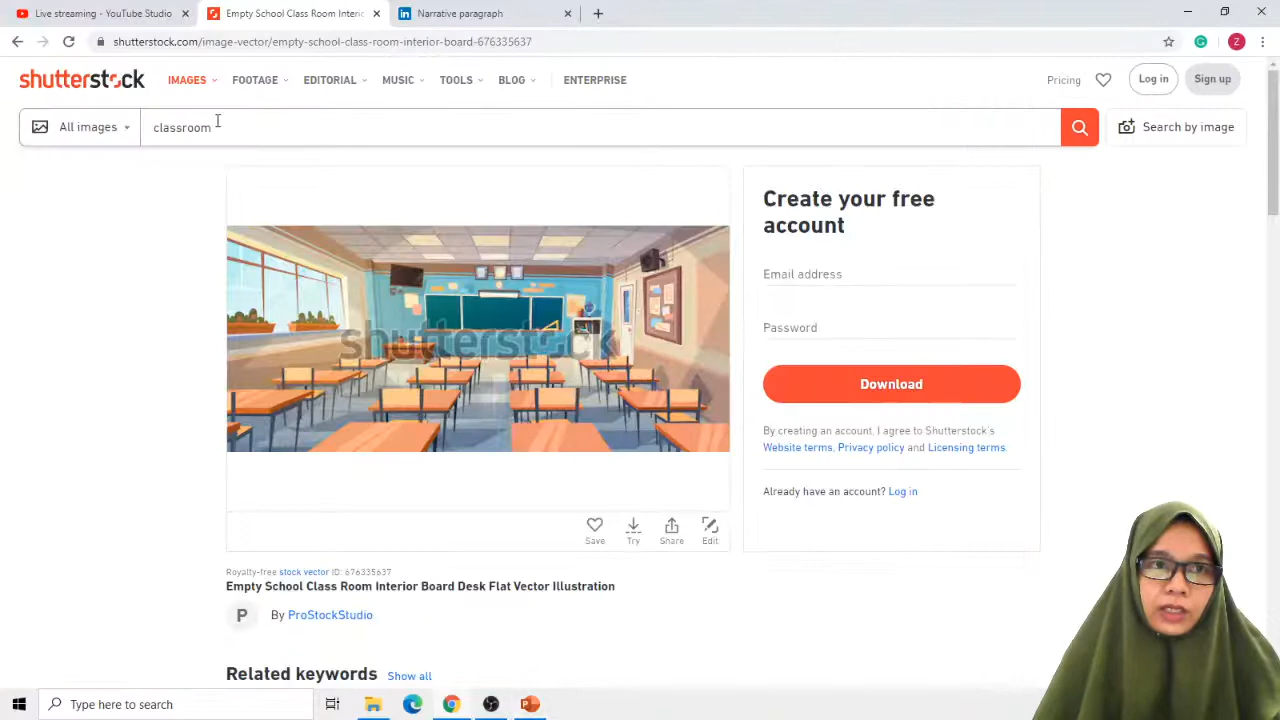 Live streaming - YouTube Studio
Empty School Class Room Interio
Narrative paragraph
shutterstock.com/image-vector/empty-school-class-room-interior-board-676335637
Z
shutterstock
IMAGES
FOOTAGE
EDITORIAL
MUSIC
TOOLS
BLOG
ENTERPRISE
Pricing
Log in
Sign up
All images
classroom
Search by image
shutterstock
Create your free
account
Email address
Password
Download
By creating an account, I agree to Shutterstock's
Website terms, Privacy policy and Licensing terms.
Already have an account? Log in
Save
Try
Share
Edit
Royalty-free stock vector ID: 676335637
Empty School Class Room Interior Board Desk Flat Vector Illustration
P
By ProStockStudio
Related keywords
Show all
Type here to search